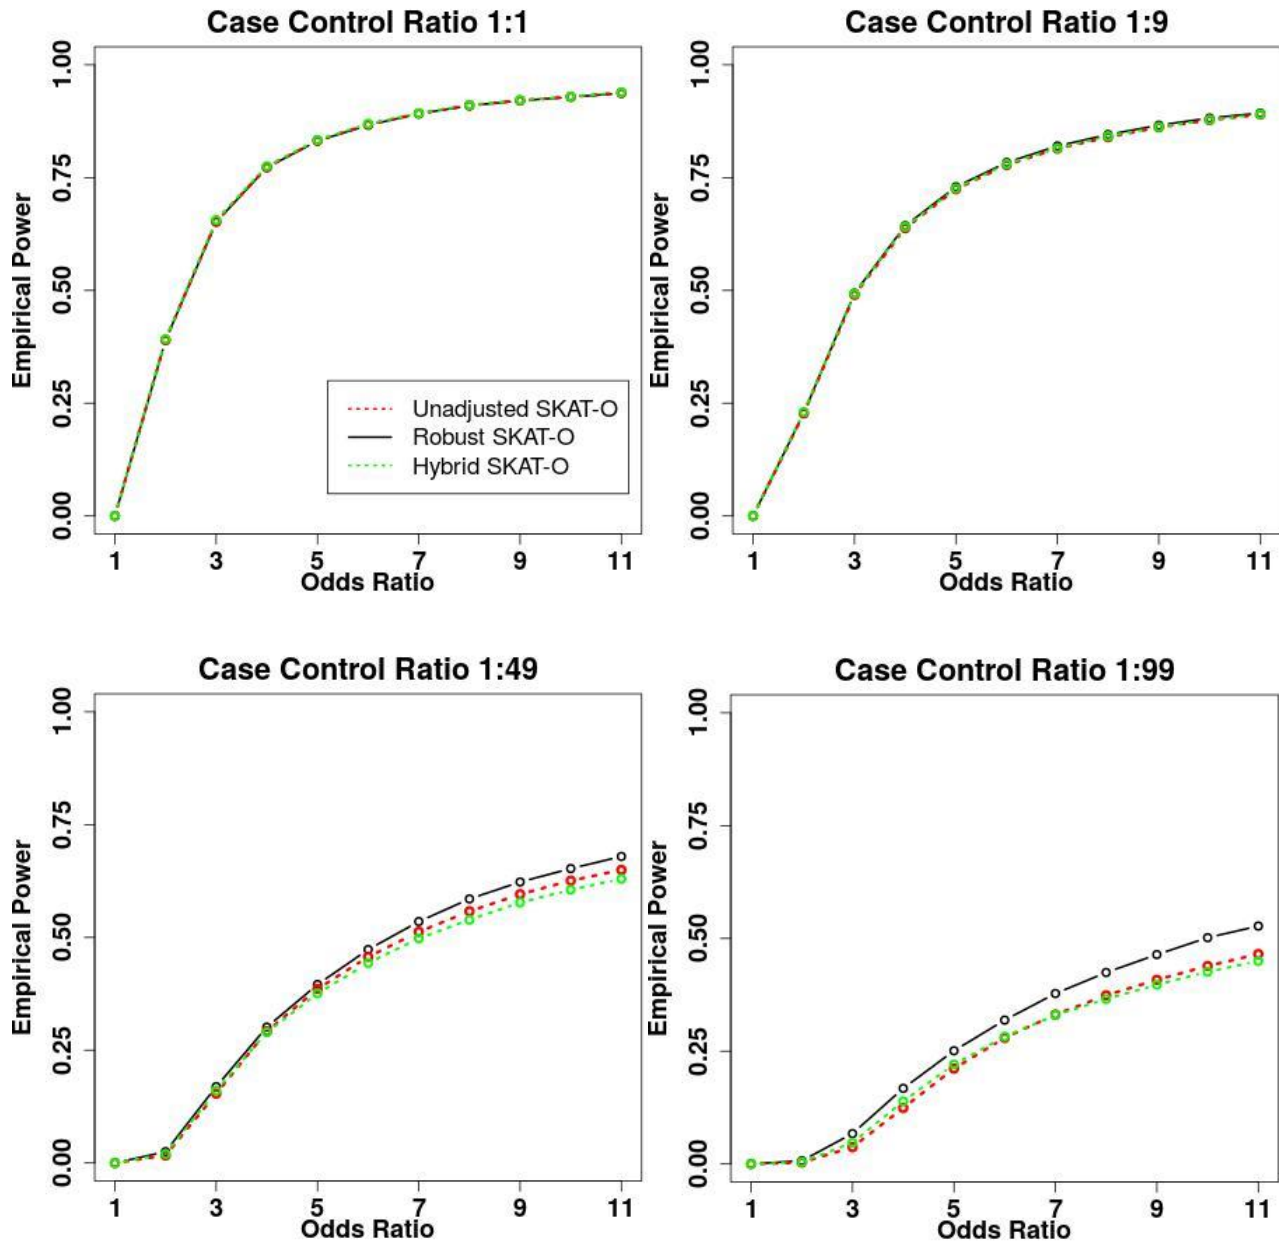 Case Control Ratio 1:1
Empirical Power
1.00
0.75
0.50
0.25
0.00
Unadjusted SKAT-O
Robust SKAT-O
Hybrid SKAT-O
1 3 5 7 9 11
Odds Ratio
Case Control Ratio 1:9
Empirical Power
1.00
0.75
0.50
0.25
0.00
1 3 5 7 9 11
Odds Ratio
Case Control Ratio 1:49
Empirical Power
1.00
0.75
0.50
0.25
0.00
1 3 5 7 9 11
Odds Ratio
Case Control Ratio 1:99
Empirical Power
1.00
0.75
0.50
0.25
0.00
1 3 5 7 9 11
Odds Ratio